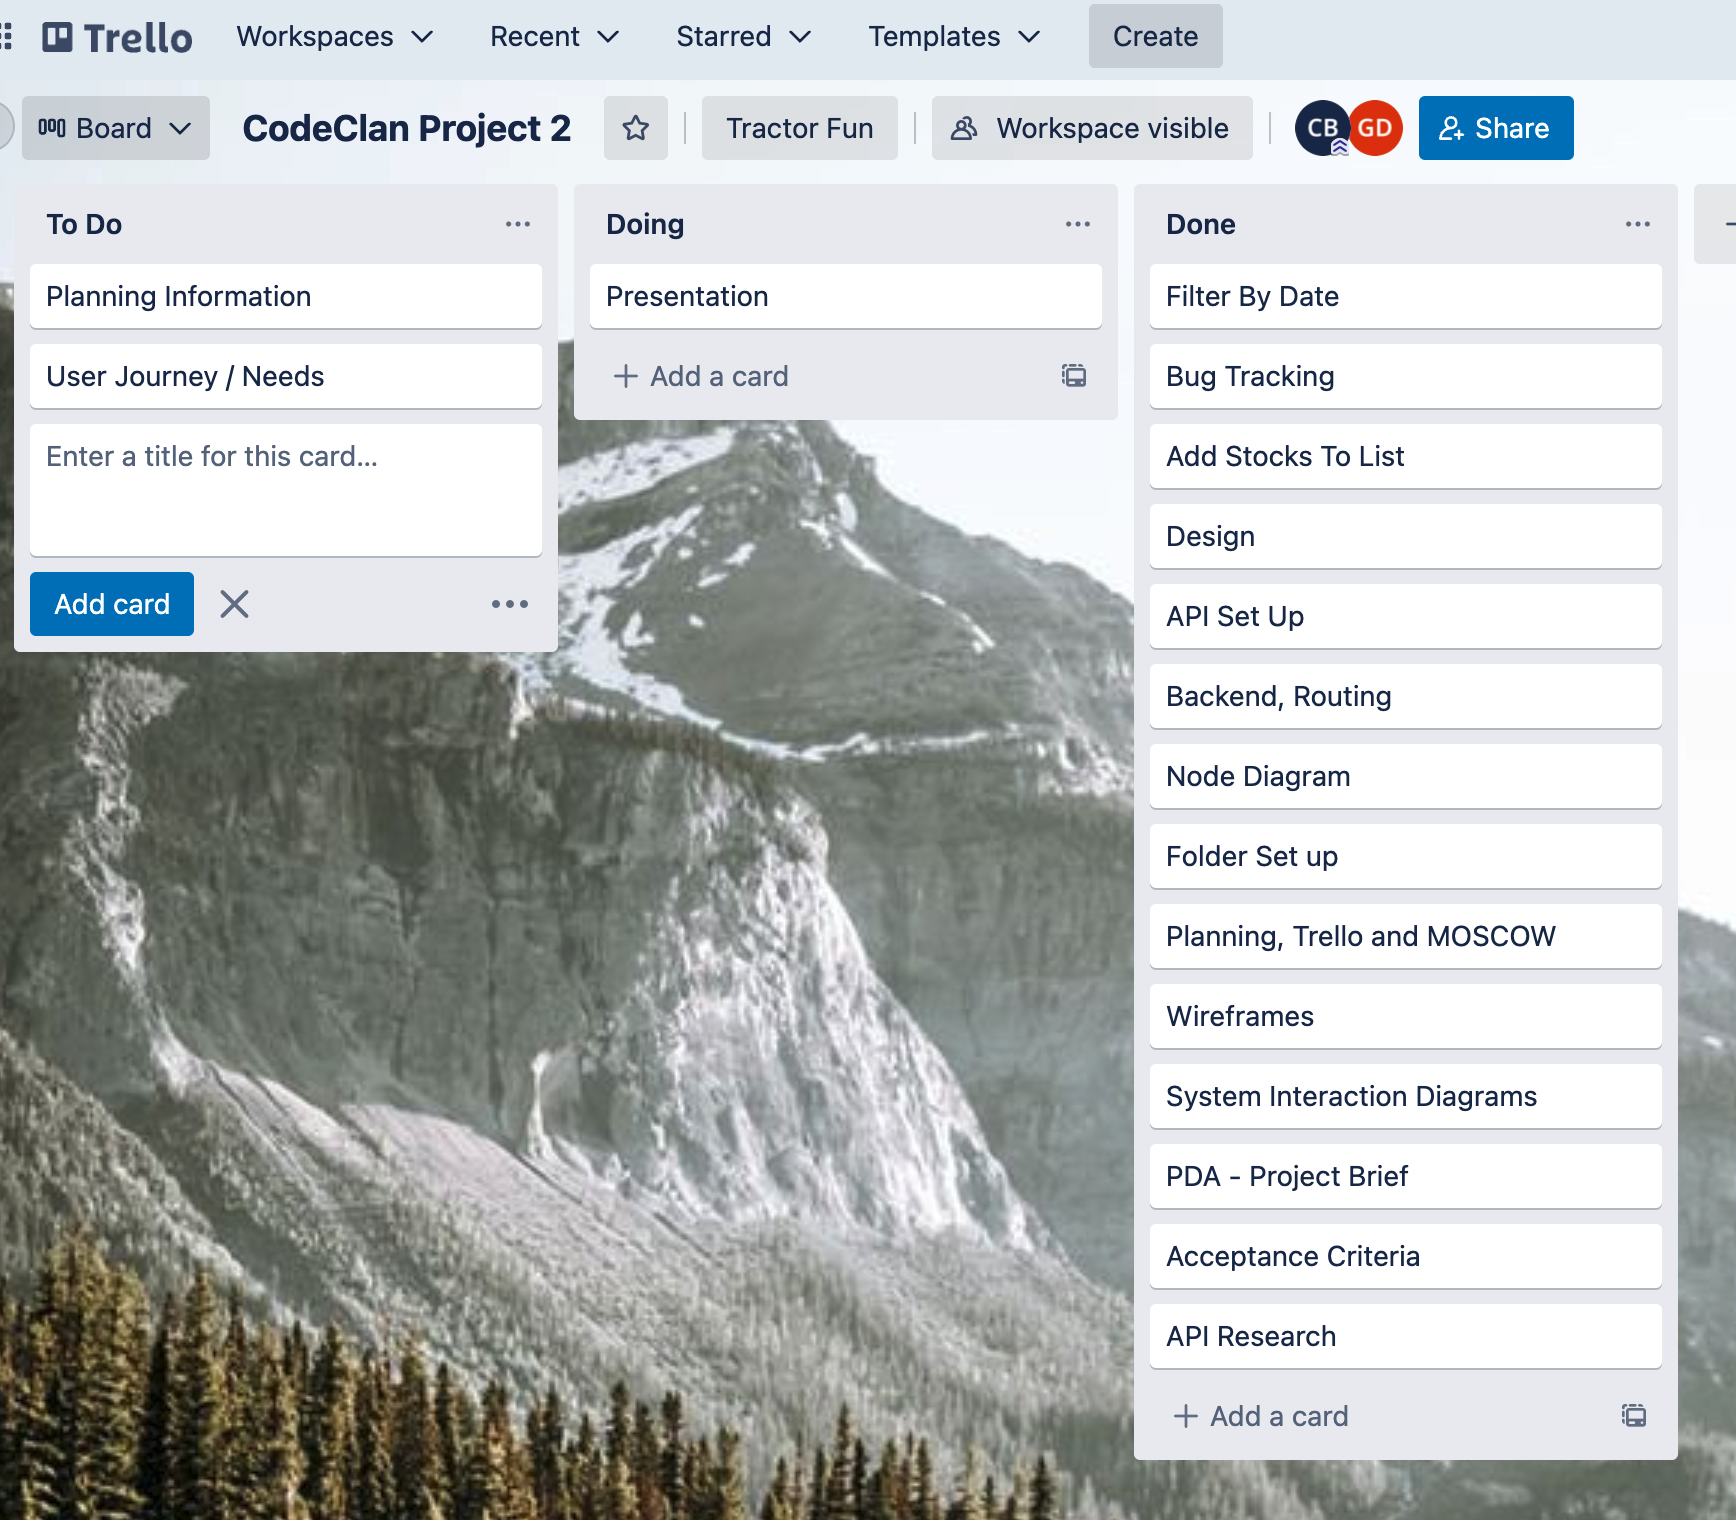 Trello Workspaces Recent Starred Templates Create
Board CodeClan Project 2 Tractor Fun Workspace visible CB GD Share
To Do
Planning Information
User Journey / Needs
Enter a title for this card...
Add card
Doing
Presentation
Add a card
Done
Filter By Date
Bug Tracking
Add Stocks To List
Design
API Set Up
Backend, Routing
Node Diagram
Folder Set up
Planning, Trello and MOSCOW
Wireframes
System Interaction Diagrams
PDA - Project Brief
Acceptance Criteria
API Research
Add a card